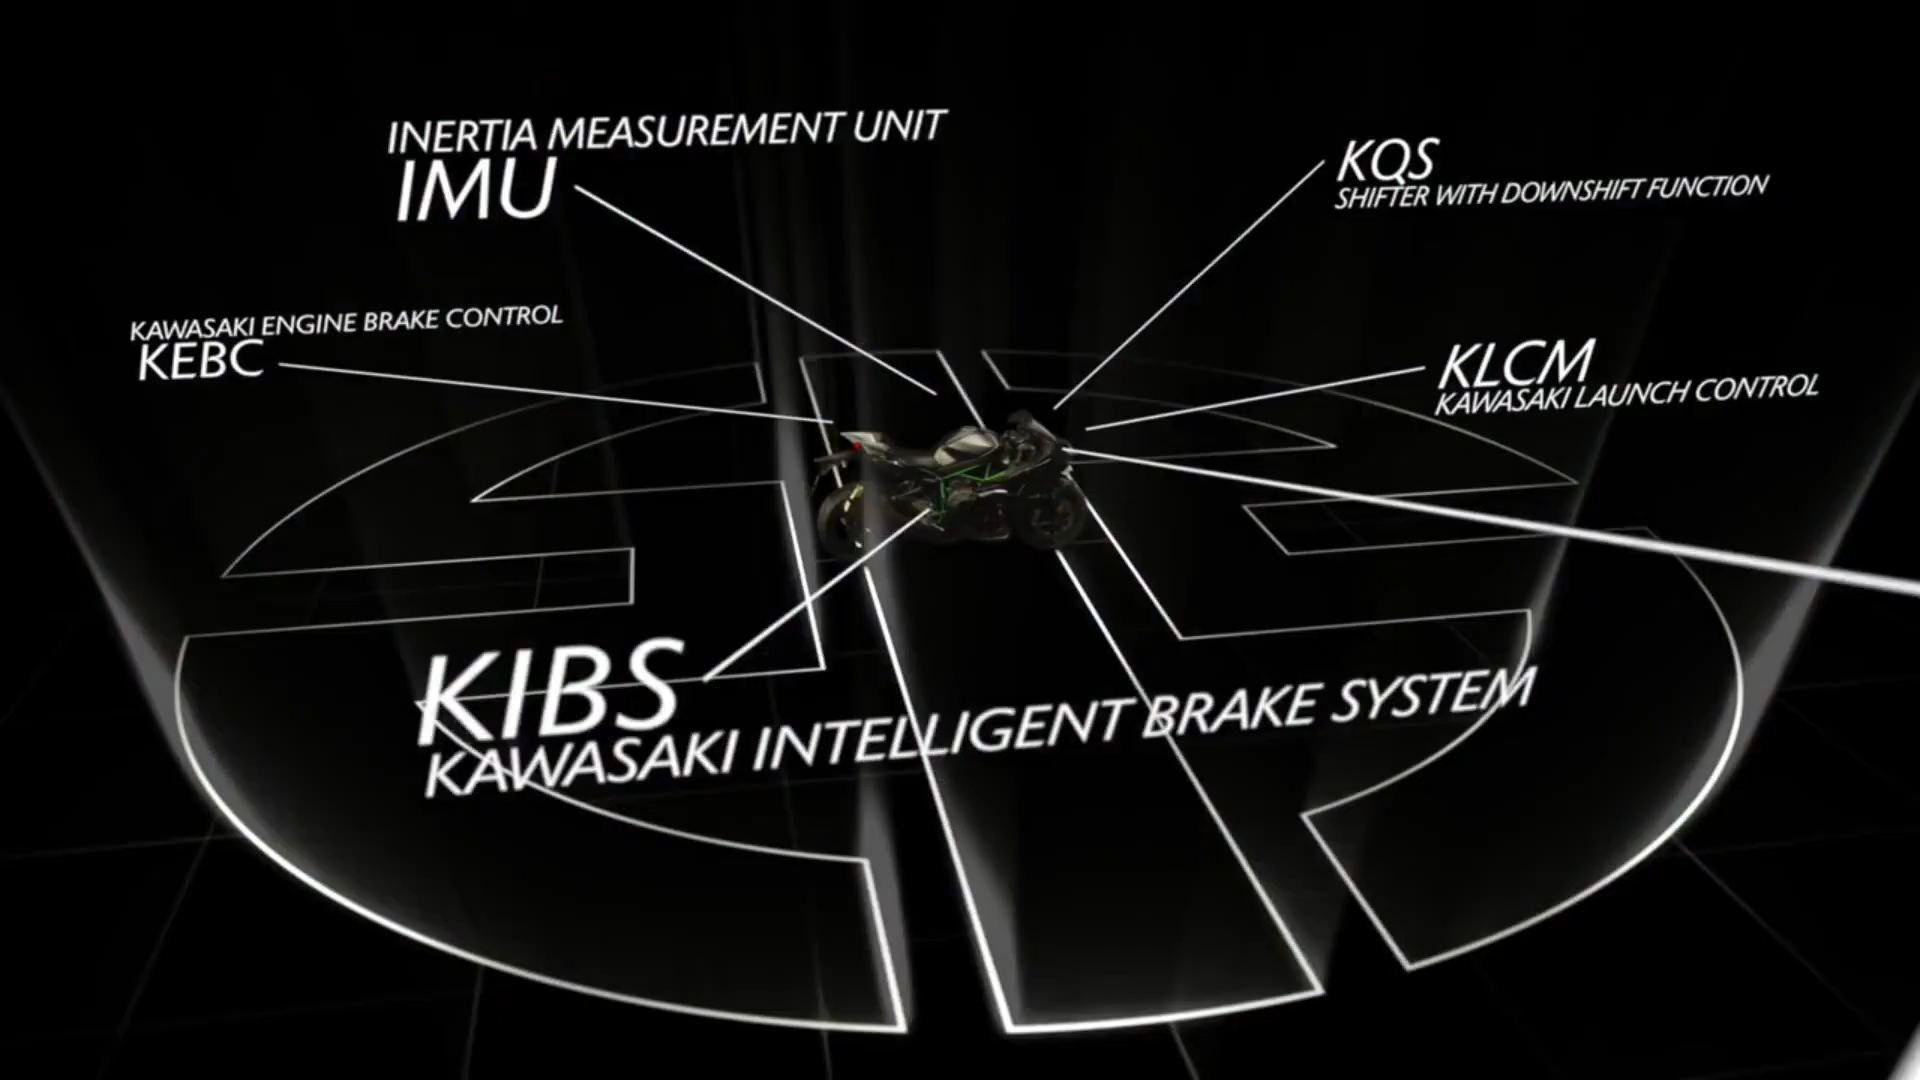 INERTIA MEASUREMENT UNIT
IMU
KQS
SHIFTER WITH DOWNSHIFT FUNCTION
KAWASAKI ENGINE BRAKE CONTROL
KEBC
KLCM
KAWASAKI LAUNCH CONTROL
KIBS
KAWASAKI INTELLIGENT BRAKE SYSTEM